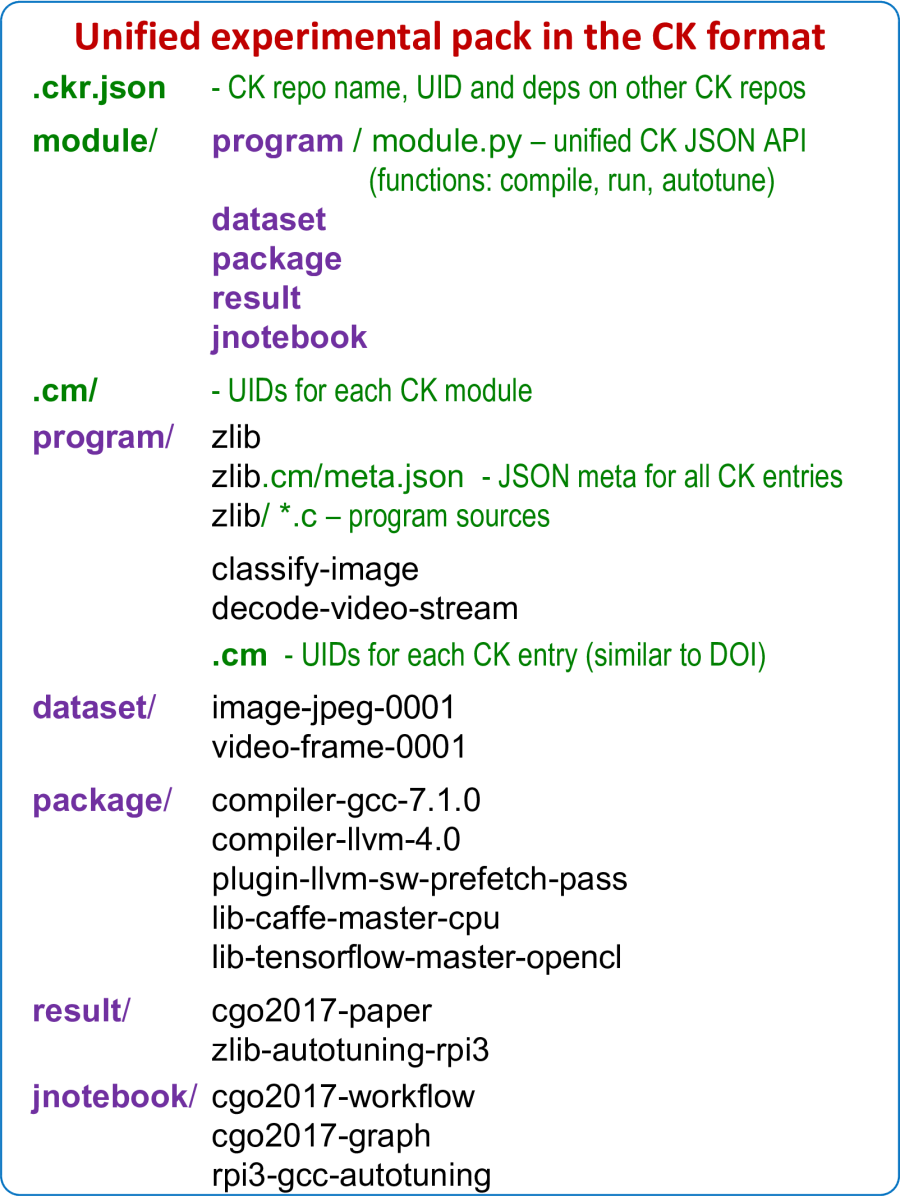 Unified experimental pack in the CK format
.ckr.json - CK repo name, UID and deps on other CK repos
module/ program / module.py – unified CK JSON API
(functions: compile, run, autotune)
dataset
package
result
jnotebook
.cm/ - UIDs for each CK module
program/ zlib
zlib.cm/meta.json - JSON meta for all CK entries
zlib/ *.c – program sources
classify-image
decode-video-stream
.cm - UIDs for each CK entry (similar to DOI)
dataset/ image-jpeg-0001
video-frame-0001
package/ compiler-gcc-7.1.0
compiler-llvm-4.0
plugin-llvm-sw-prefetch-pass
lib-caffe-master-cpu
lib-tensorflow-master-opencl
result/ cgo2017-paper
zlib-autotuning-rpi3
jnotebook/ cgo2017-workflow
cgo2017-graph
rpi3-gcc-autotuning